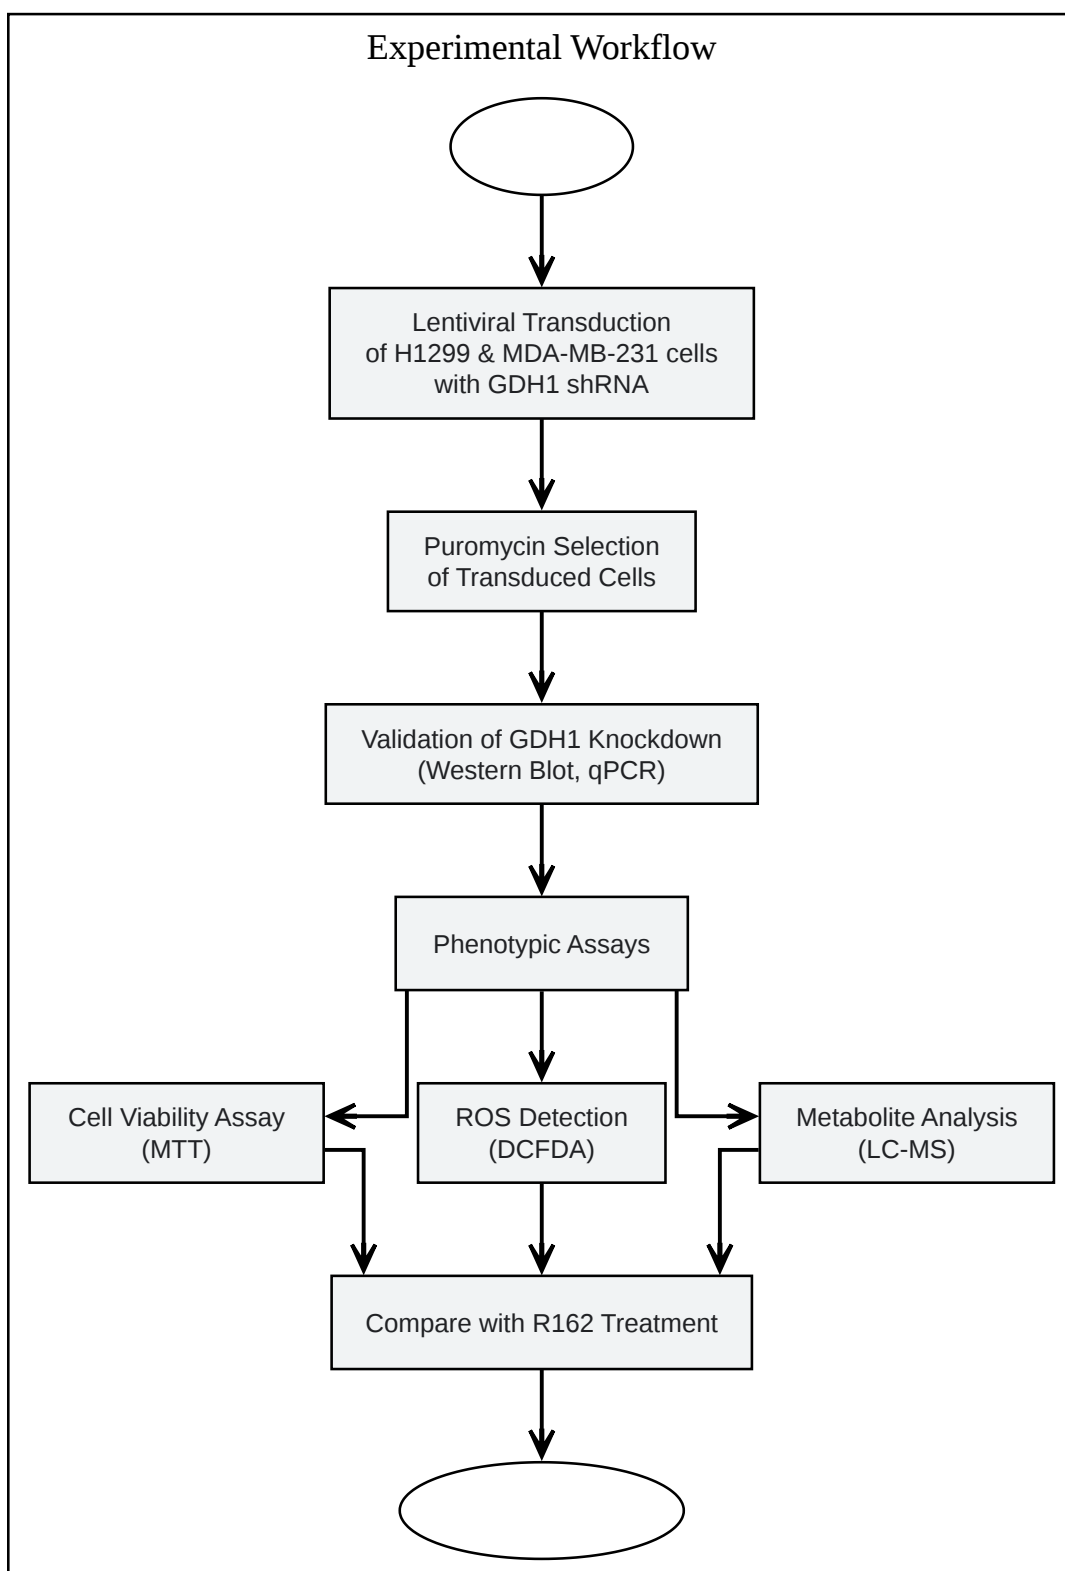 Experimental Workflow
Lentiviral Transduction
of H1299 & MDA-MB-231 cells
with GDH1 shRNA
Puromycin Selection
of Transduced Cells
Validation of GDH1 Knockdown
(Western Blot, qPCR)
Phenotypic Assays
Cell Viability Assay
(MTT)
ROS Detection
(DCFDA)
Metabolite Analysis
(LC-MS)
Compare with R162 Treatment